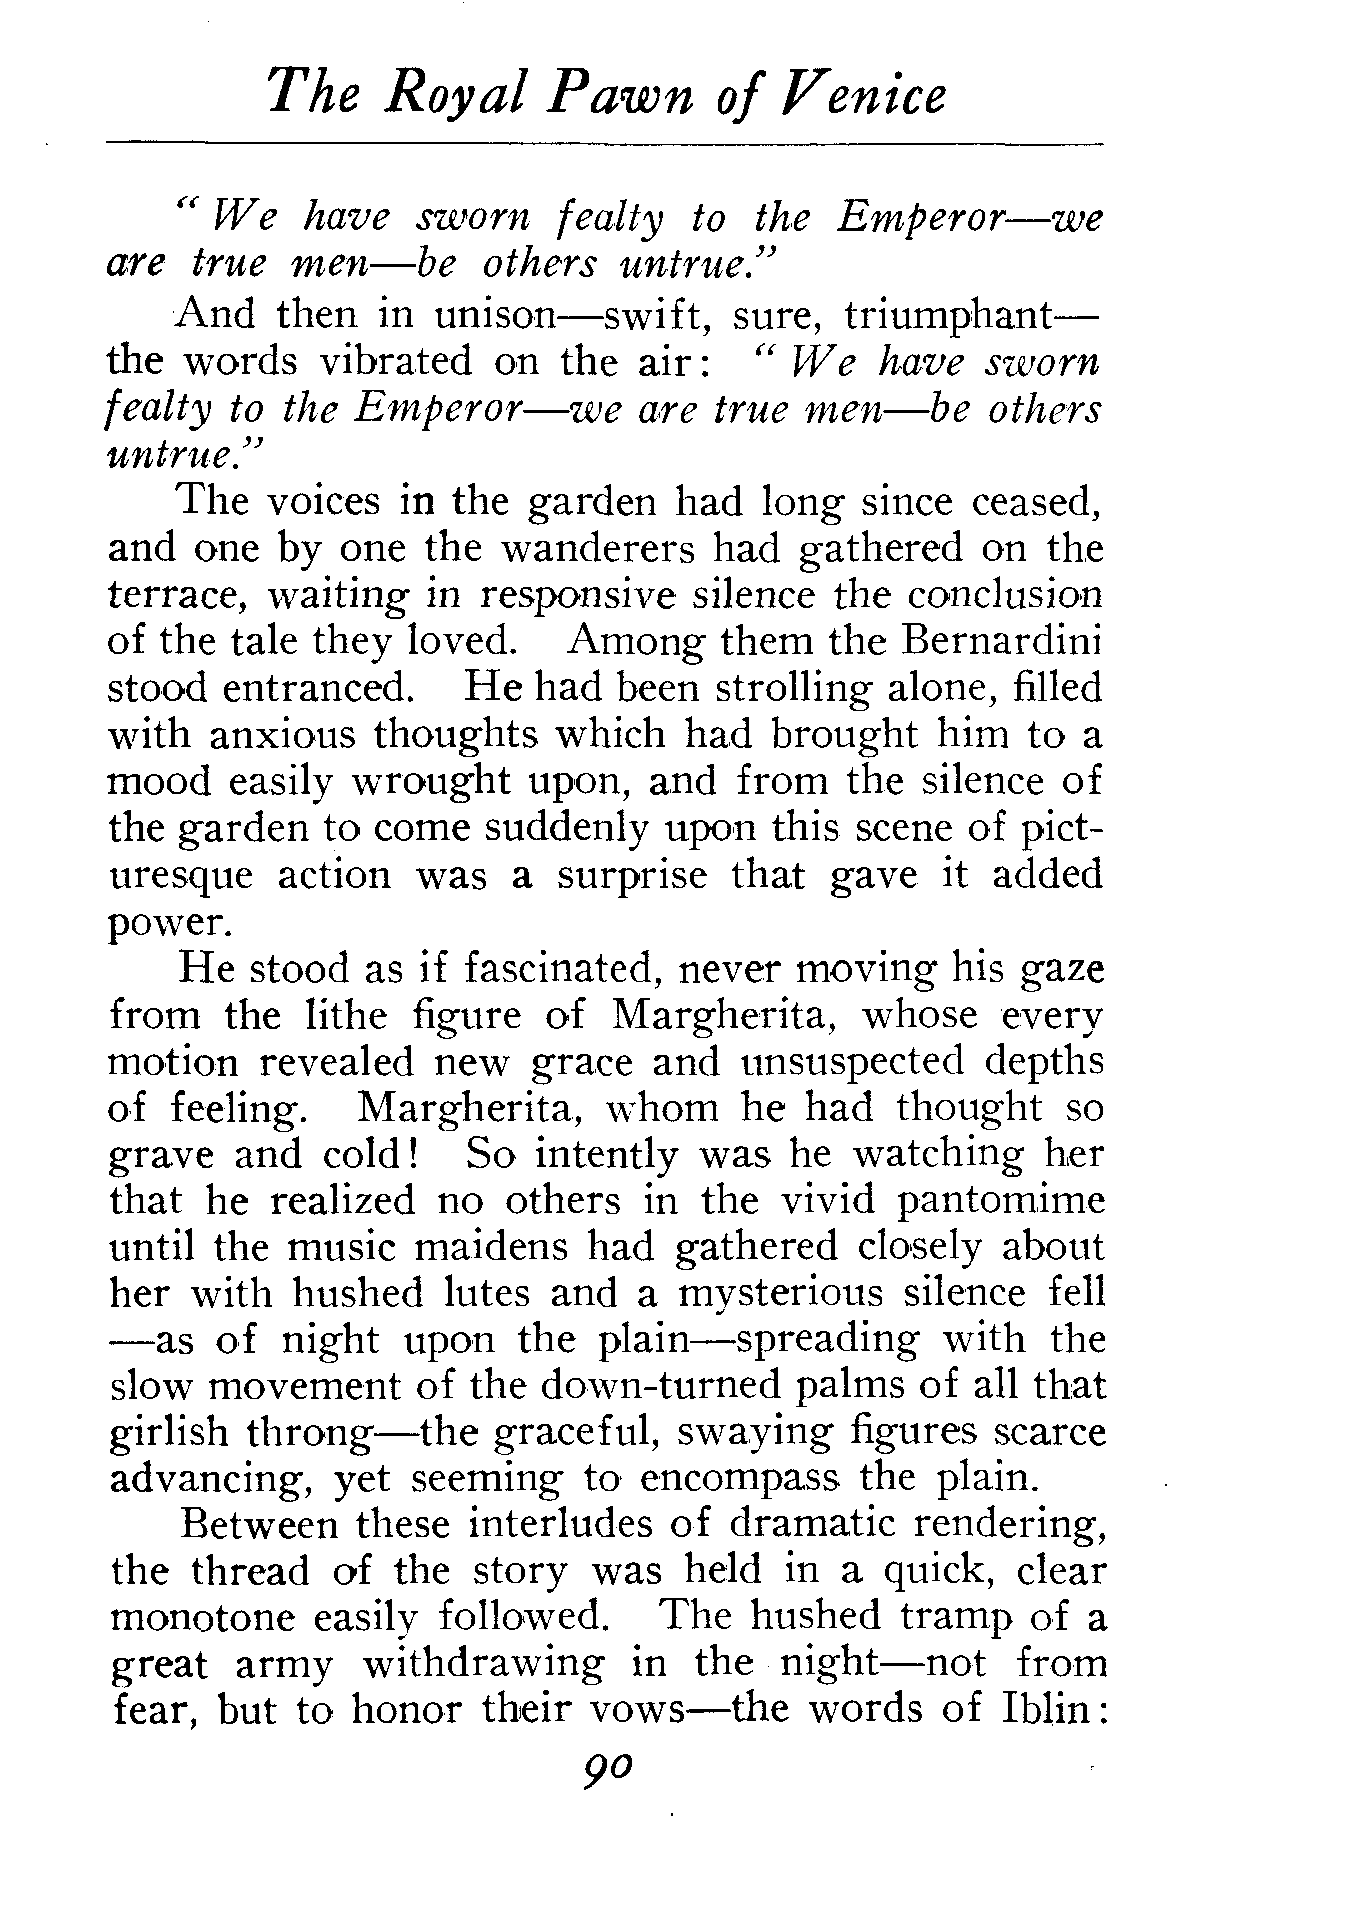 The Royal Pawn of Venice
“ We have sworn fealty to the Emperor—we
are true men—be others untrue.”
And then in unison—swift, sure, triumphant—
the words vibrated on the air: “ We have sworn
fealty to the Emperor—we are true men—be others
untrue.”
The voices in the garden had long since ceased,
and one by one the wanderers had gathered on the
terrace, waiting in responsive silence the conclusion
of the tale they loved. Among them the Bernardini
stood entranced. He had been strolling alone, filled
with anxious thoughts which had brought him to a
mood easily wrought upon, and from the silence of
the garden to come suddenly upon this scene of pict-
uresque action was a surprise that gave it added
power.
He stood as if fascinated, never moving his gaze
from the lithe figure of Margherita, whose every
motion revealed new grace and unsuspected depths
of feeling. Margherita, whom he had thought so
grave and cold! So intently was he watching her
that he realized no others in the vivid pantomime
until the music maidens had gathered closely about
her with hushed lutes and a mysterious silence fell
—as of night upon the plain—spreading with the
slow movement of the down-turned palms of all that
girlish throng—the graceful, swaying figures scarce
advancing, yet seeming to encompass the plain.
Between these interludes of dramatic rendering,
the thread of the story was held in a quick, clear
monotone easily followed. The hushed tramp of a
great army withdrawing in the night—not from
fear, but to honor their vows—the words of Iblin:
90